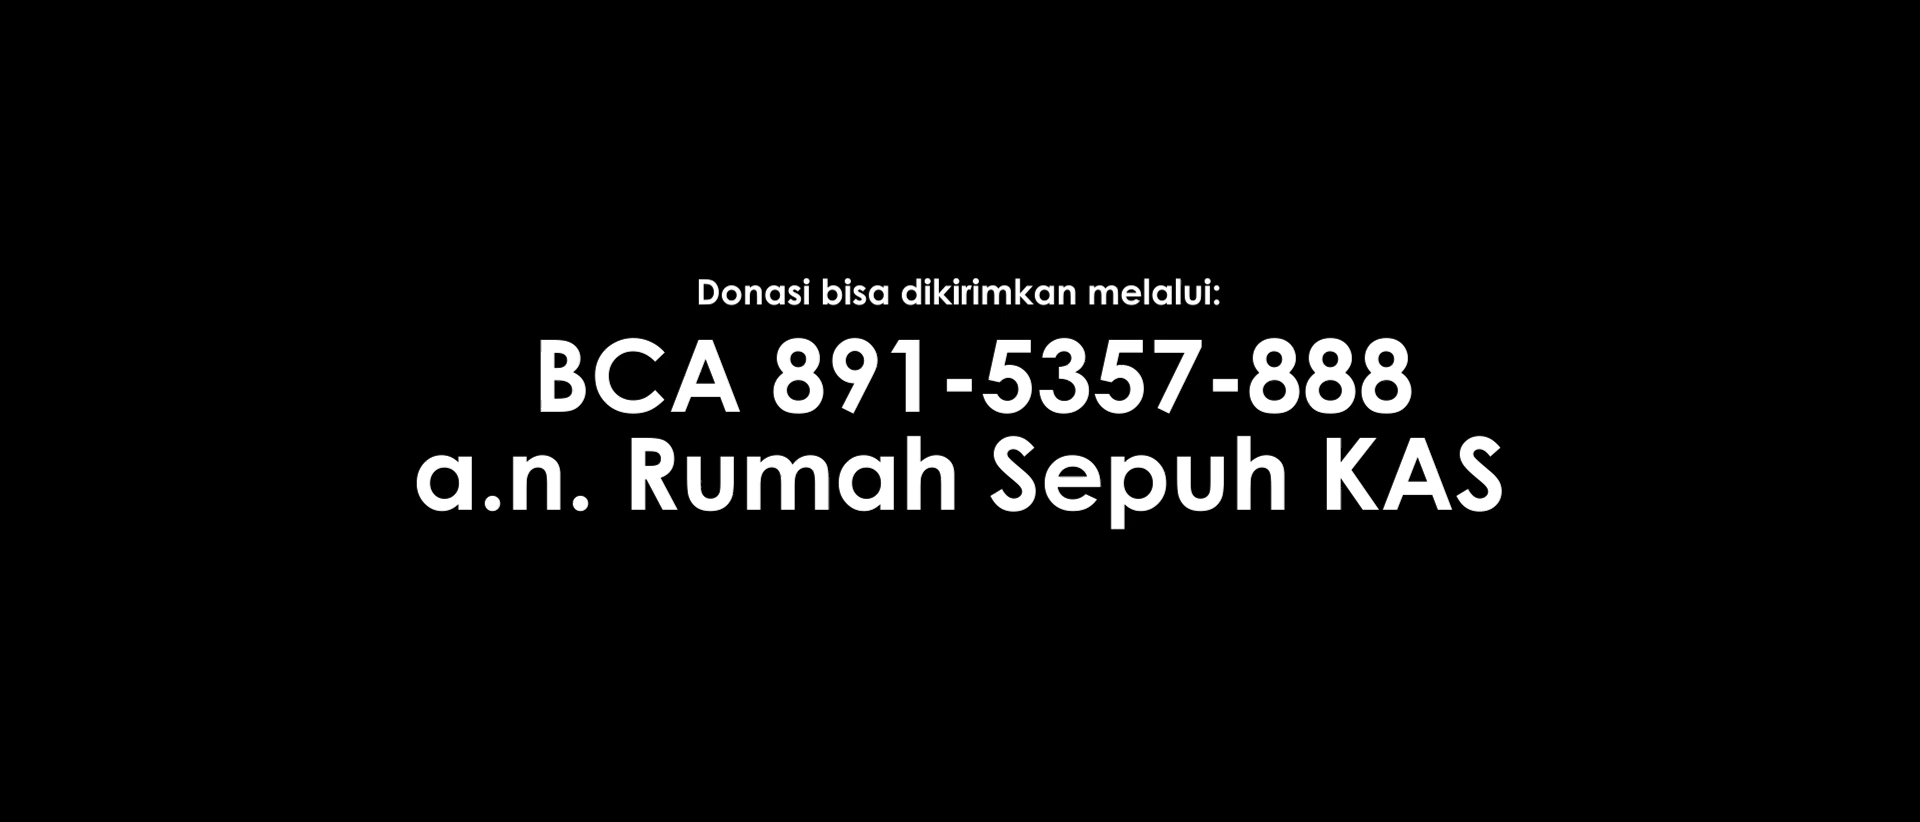 Donasi bisa dikirimkan melalui:
BCA 891-5357-888
a.n. Rumah Sepuh KAS